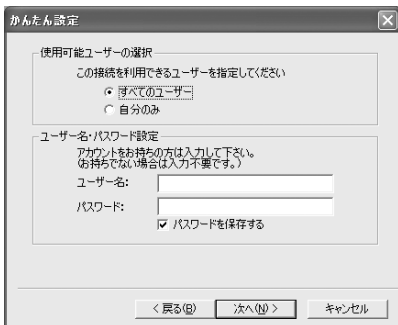 かんたん設定
使用可能ユーザーの選択
この接続を利用できるユーザーを指定してください
すべてのユーザー
自分のみ
ユーザー名・パスワード設定
アカウントをお持ちの方は入力して下さい。
(お持ちでない場合は入力不要です。)
ユーザー名:
パスワード:
パスワードを保存する
< 戻る(B) 次へ(N) > キャンセル